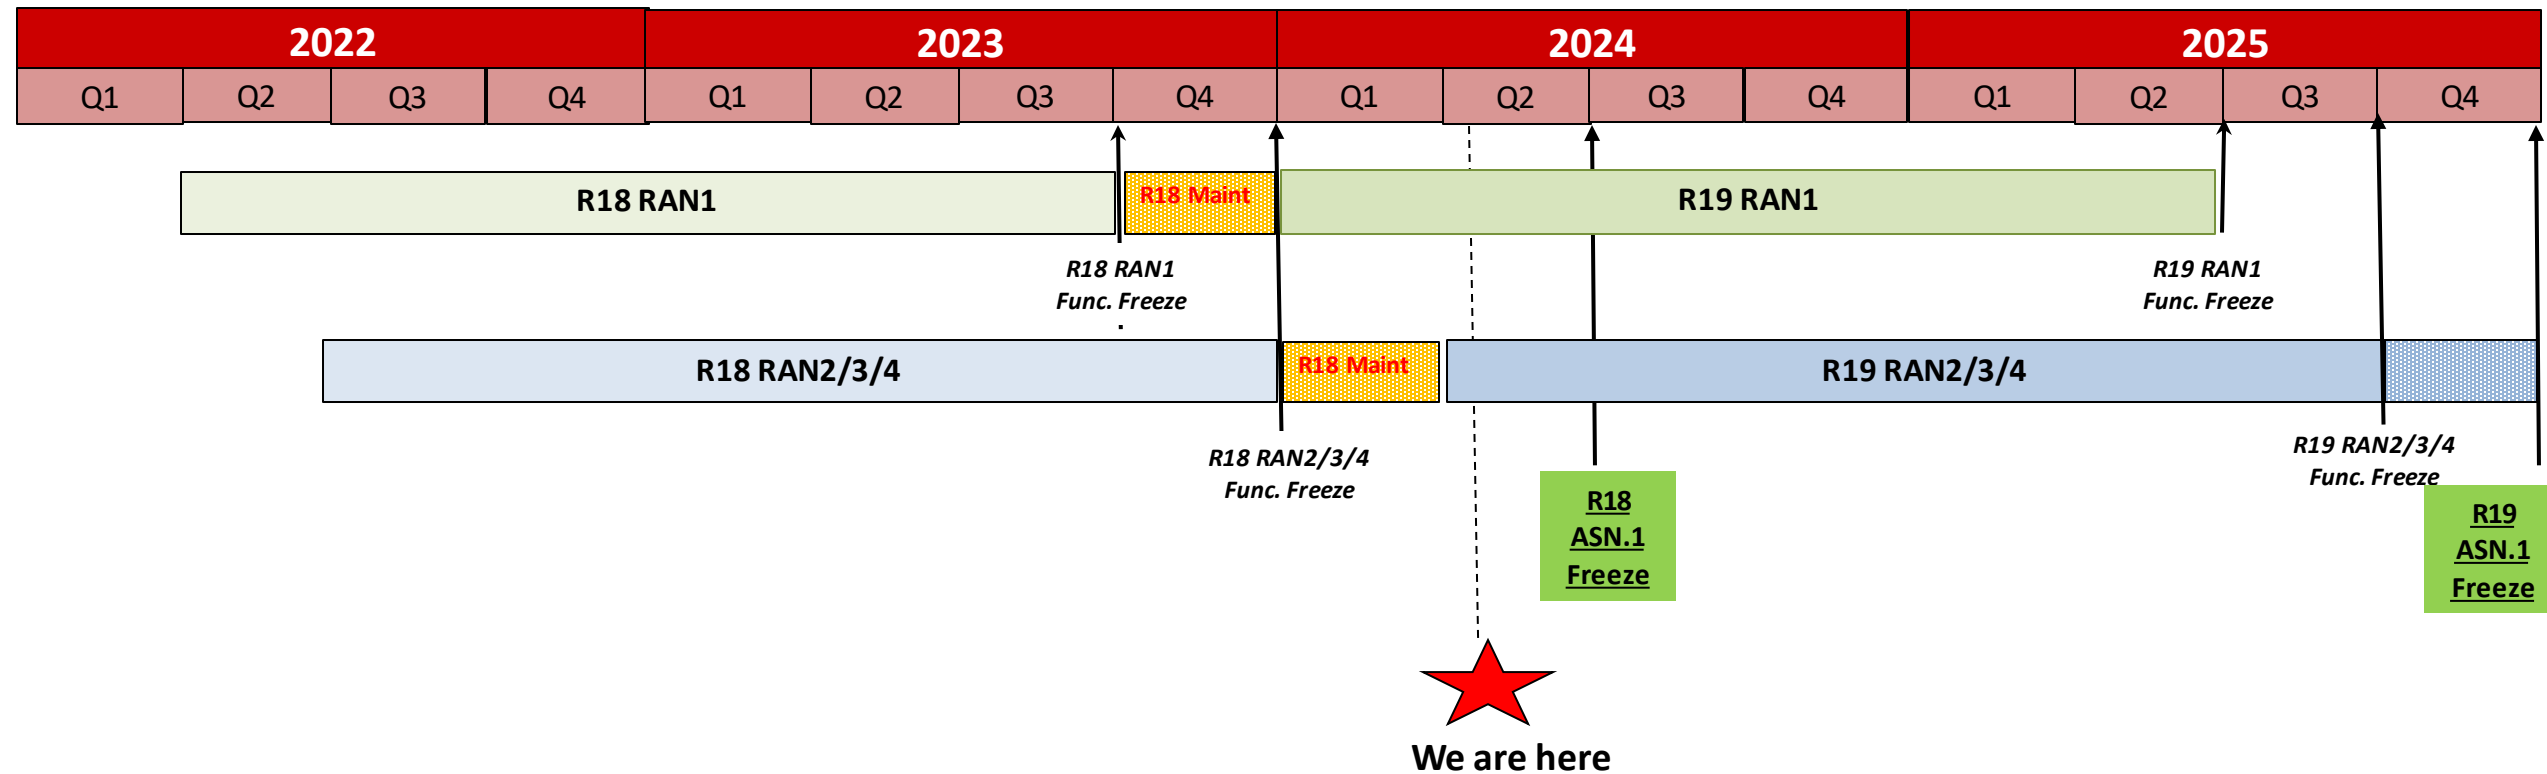 2022 2023 2024 2025
Q1 Q2 Q3 Q4 Q1 Q2 Q3 Q4 Q1 Q2 Q3 Q4 Q1 Q2 Q3 Q4
R18 RAN1
R18 Maint
R19 RAN1
R18 RAN1
Func. Freeze
.
R19 RAN1
Func. Freeze
R18 RAN2/3/4
R18 Maint
R19 RAN2/3/4
R18 RAN2/3/4
Func. Freeze
R19 RAN2/3/4
Func. Freeze
R18
ASN.1
Freeze
R19
ASN.1
Freeze
We are here